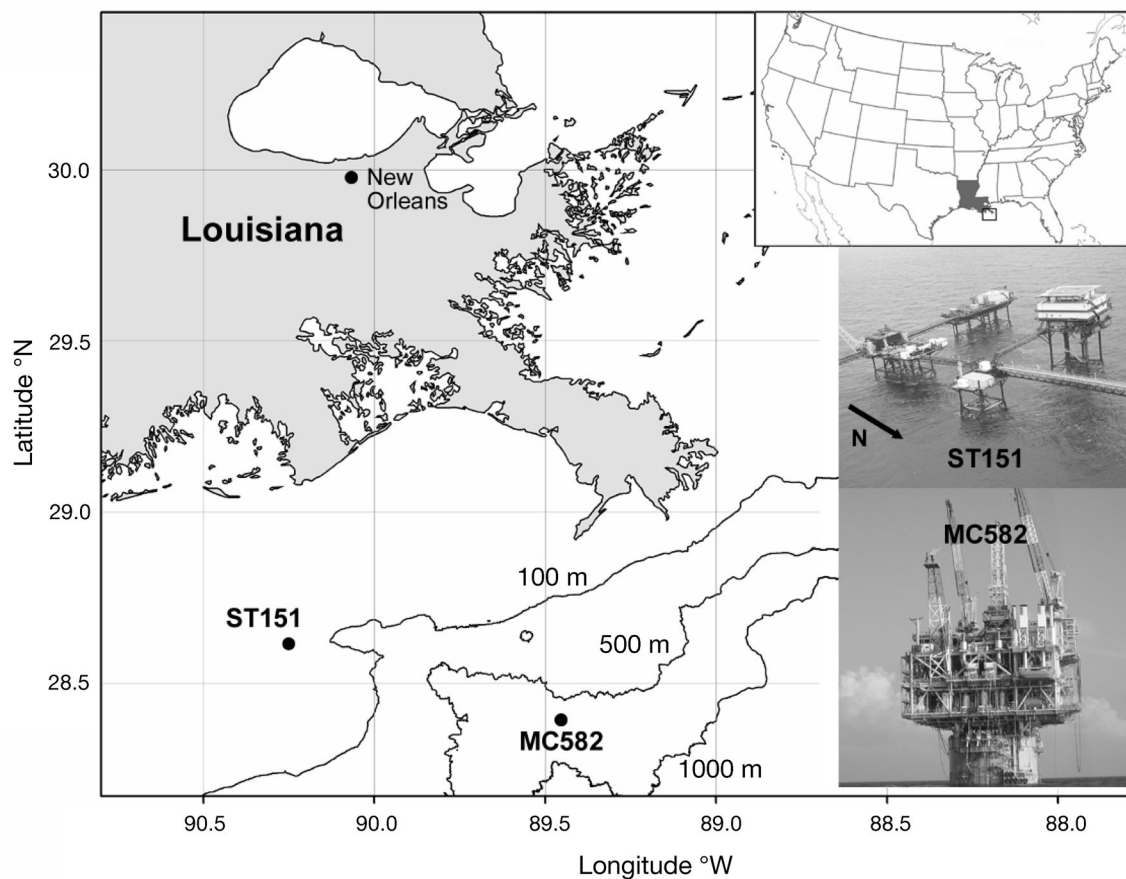 Latitude °N
30.0
29.5
29.0
28.5
New
Orleans
Louisiana
N
ST151
MC582
100 m
ST151
500 m
MC582
1000 m
90.5
90.0
89.5
89.0
88.5
88.0
Longitude °W